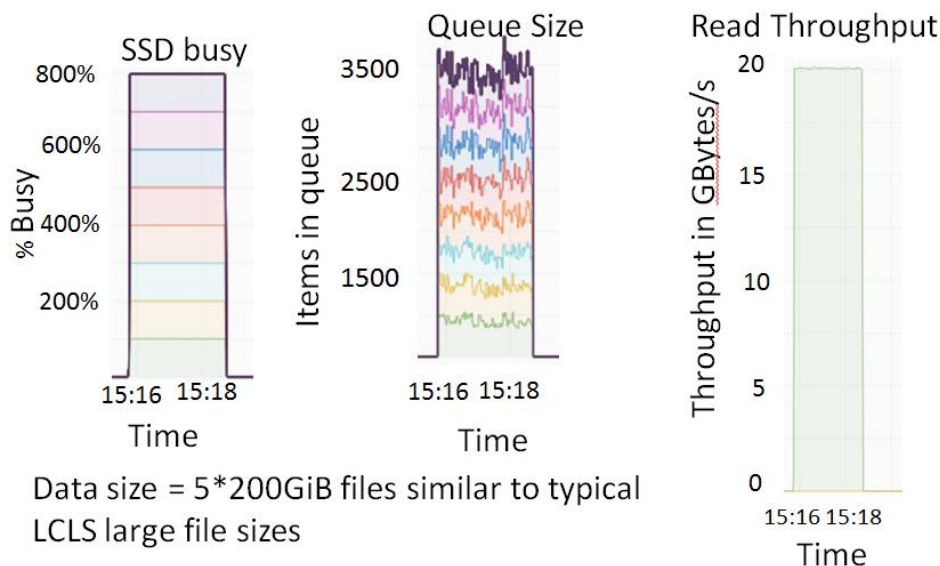 SSD busy
% Busy
800%
600%
400%
200%
15:16 15:18
Time
Queue Size
Items in queue
3500
2500
1500
15:16 15:18
Time
Read Throughput
Throughput in GBytes/s
20
15
10
5
0
15:16 15:18
Time
Data size = 5*200GiB files similar to typical
LCLS large file sizes